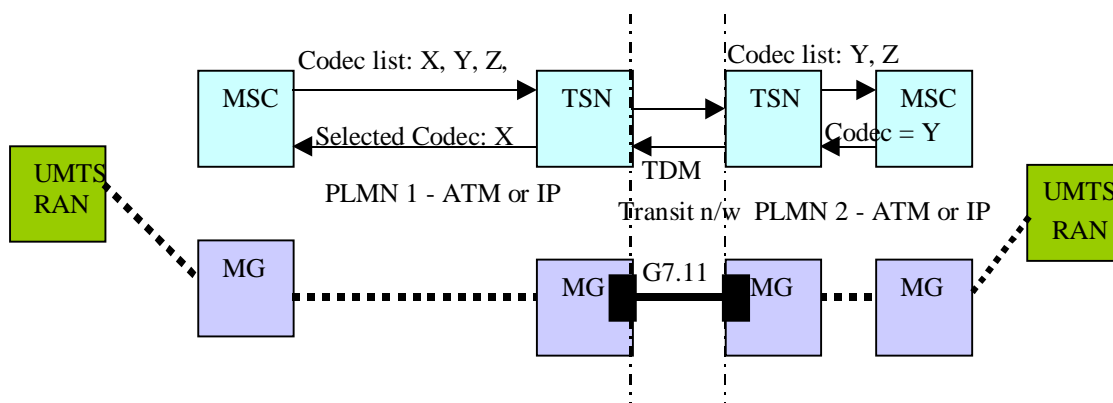 Codec list: X, Y, Z,
Codec list: Y, Z
MSC
TSN
TSN
MSC
Selected Codec: X
Codec = Y
TDM
UMTS
RAN
PLMN 1 - ATM or IP
Transit n/w PLMN 2 - ATM or IP
UMTS
RAN
MG
MG
G7.11
MG
MG